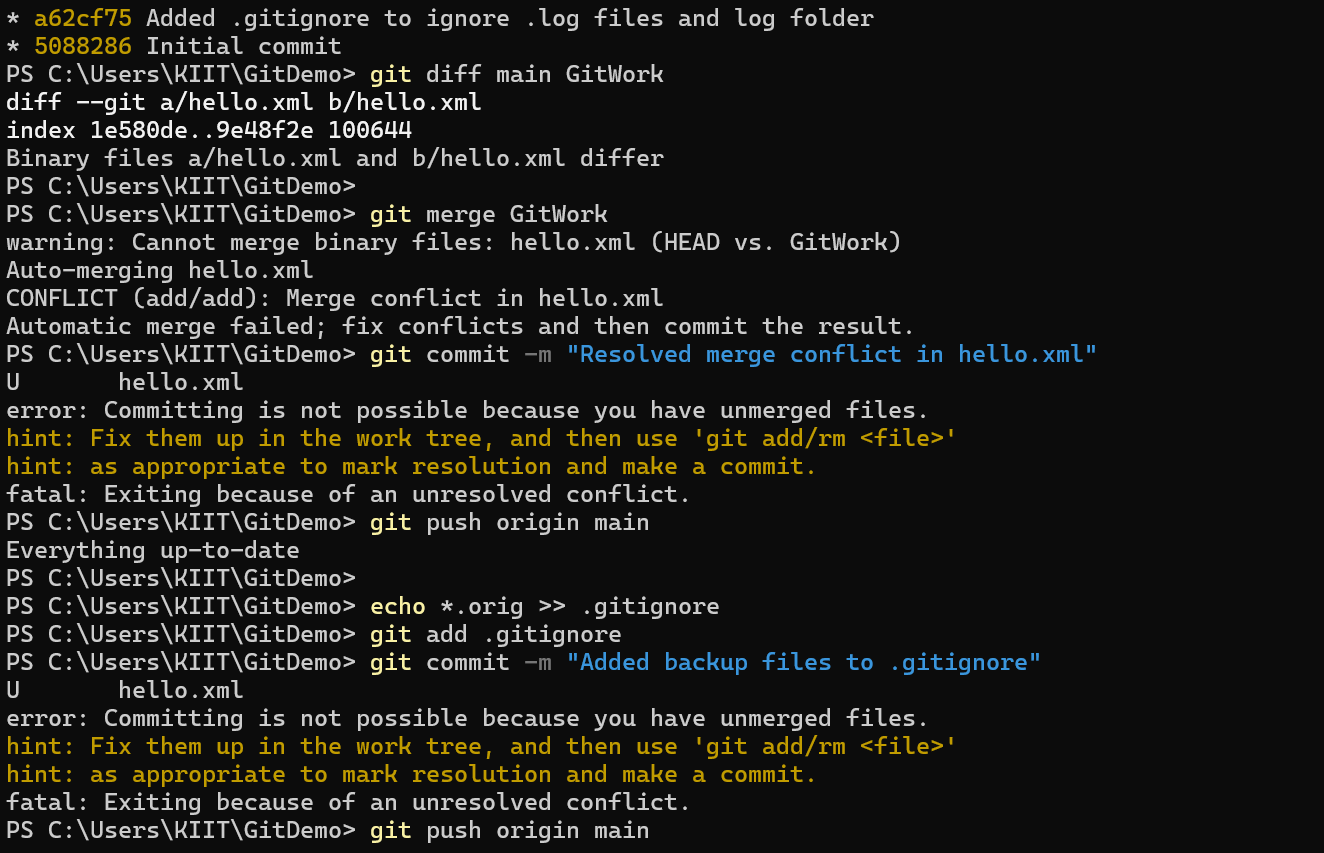 * a62cf75 Added .gitignore to ignore .log files and log folder
* 5088286 Initial commit
PS C:\Users\KIIT\GitDemo> git diff main GitWork
diff --git a/hello.xml b/hello.xml
index 1e580de..9e48f2e 100644
Binary files a/hello.xml and b/hello.xml differ
PS C:\Users\KIIT\GitDemo>
PS C:\Users\KIIT\GitDemo> git merge GitWork
warning: Cannot merge binary files: hello.xml (HEAD vs. GitWork)
Auto-merging hello.xml
CONFLICT (add/add): Merge conflict in hello.xml
Automatic merge failed; fix conflicts and then commit the result.
PS C:\Users\KIIT\GitDemo> git commit -m "Resolved merge conflict in hello.xml"
U       hello.xml
error: Committing is not possible because you have unmerged files.
hint: Fix them up in the work tree, and then use 'git add/rm <file>'
hint: as appropriate to mark resolution and make a commit.
fatal: Exiting because of an unresolved conflict.
PS C:\Users\KIIT\GitDemo> git push origin main
Everything up-to-date
PS C:\Users\KIIT\GitDemo>
PS C:\Users\KIIT\GitDemo> echo *.orig >> .gitignore
PS C:\Users\KIIT\GitDemo> git add .gitignore
PS C:\Users\KIIT\GitDemo> git commit -m "Added backup files to .gitignore"
U       hello.xml
error: Committing is not possible because you have unmerged files.
hint: Fix them up in the work tree, and then use 'git add/rm <file>'
hint: as appropriate to mark resolution and make a commit.
fatal: Exiting because of an unresolved conflict.
PS C:\Users\KIIT\GitDemo> git push origin main